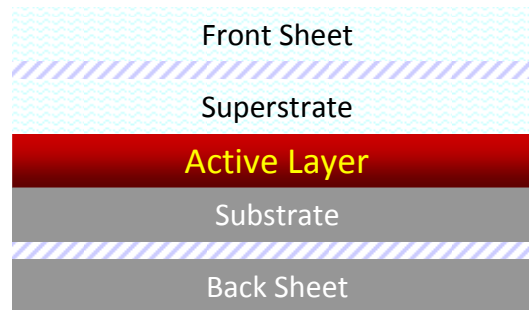 Front Sheet
Superstrate
Active Layer
Substrate
Back Sheet